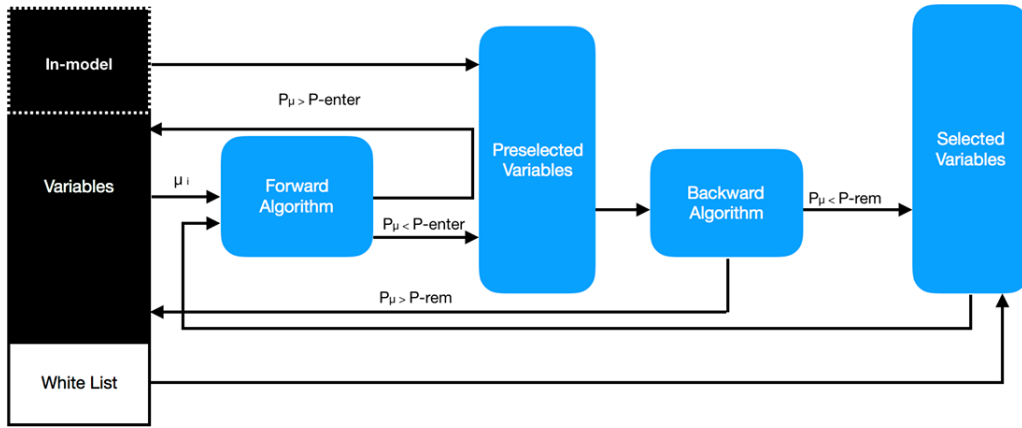 In-model
Pμ > P-enter
Preselected
Variables
Selected
Variables
Variables
μ i
Forward
Algorithm
Backward
Algorithm
Pμ < P-rem
Pμ < P-enter
Pμ > P-rem
White List